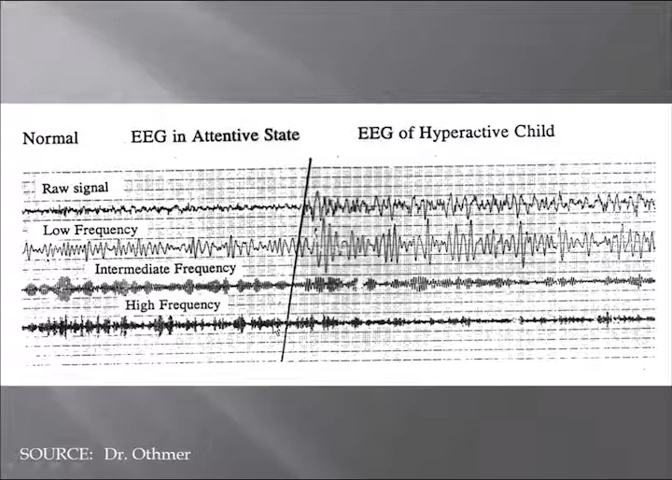 Normal EEG in Attentive State EEG of Hyperactive Child
Raw signal
Low Frequency
Intermediate Frequency
High Frequency
SOURCE: Dr. Othmer